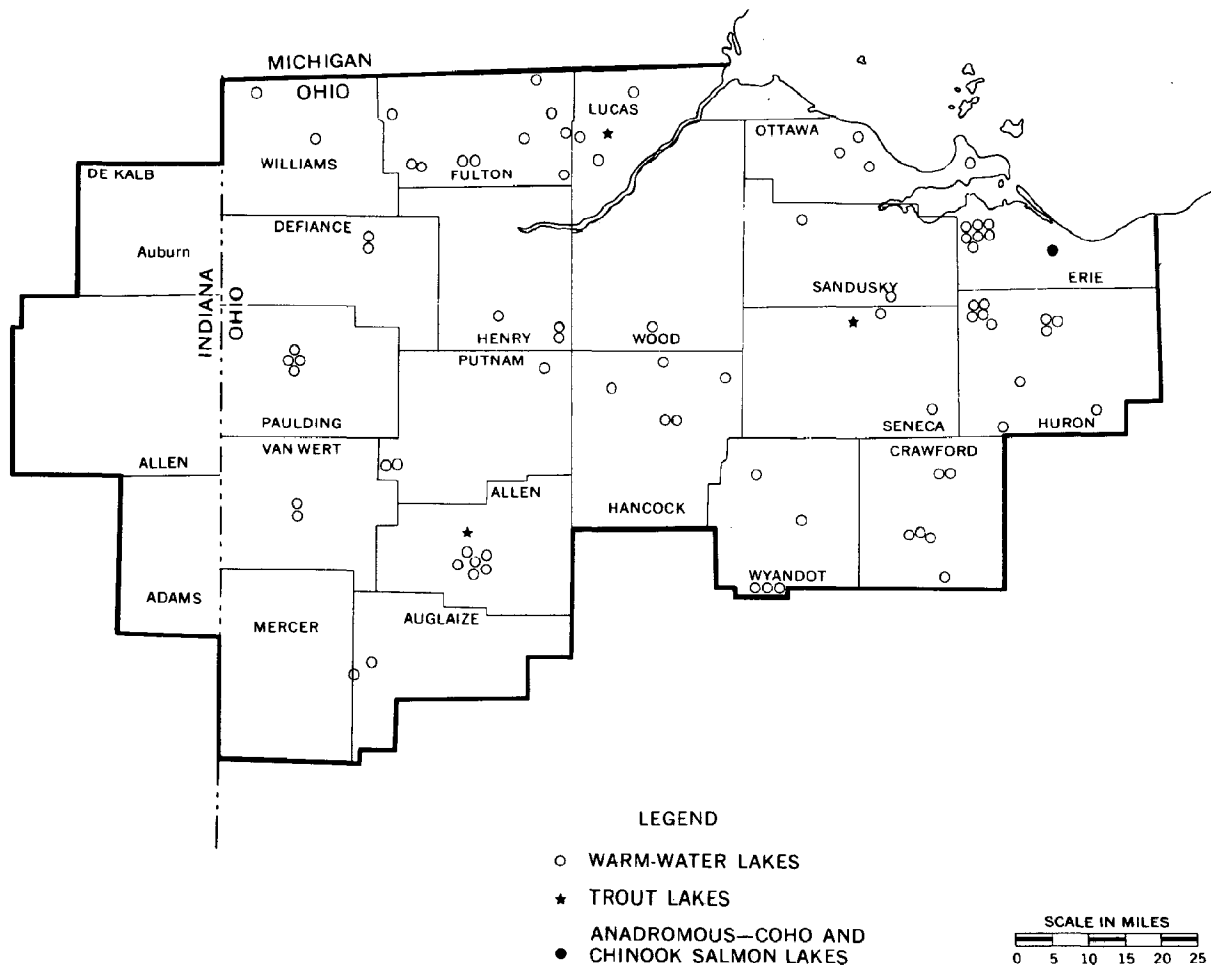 MICHIGAN
OHIO
LUCAS
OTTAWA
WILLIAMS
FULTON
DE KALB
DEFIANCE
Auburn
INDIANA
OHIO
SANDUSKY
ERIE
HENRY
WOOD
PUTNAM
PAULDING
SENECA
HURON
VAN WERT
CRAWFORD
ALLEN
ALLEN
HANCOCK
WYANDOT
ADAMS
MERCER
AUGLAIZE
LEGEND
WARM-WATER LAKES
TROUT LAKES
ANADROMOUS—COHO AND
CHINOOK SALMON LAKES
SCALE IN MILES
0 5 10 15 20 25